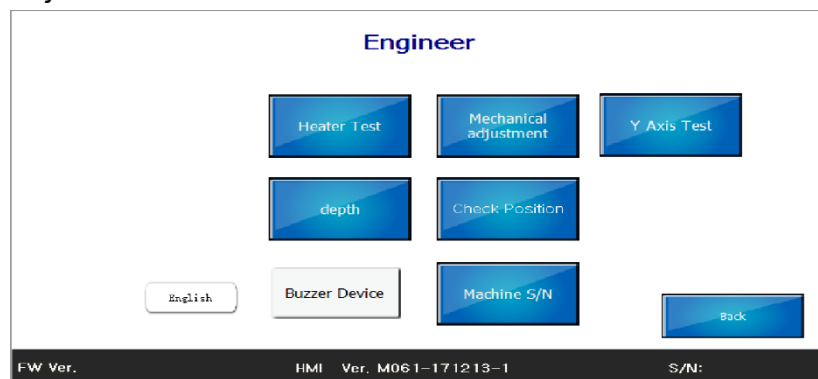 Engineer
Heater Test
Mechanical
adjustment
Y Axis Test
depth
Check Position
English
Buzzer Device
Machine S/N
Back
FW Ver.
HMI Ver. M061-171213-1
S/N: